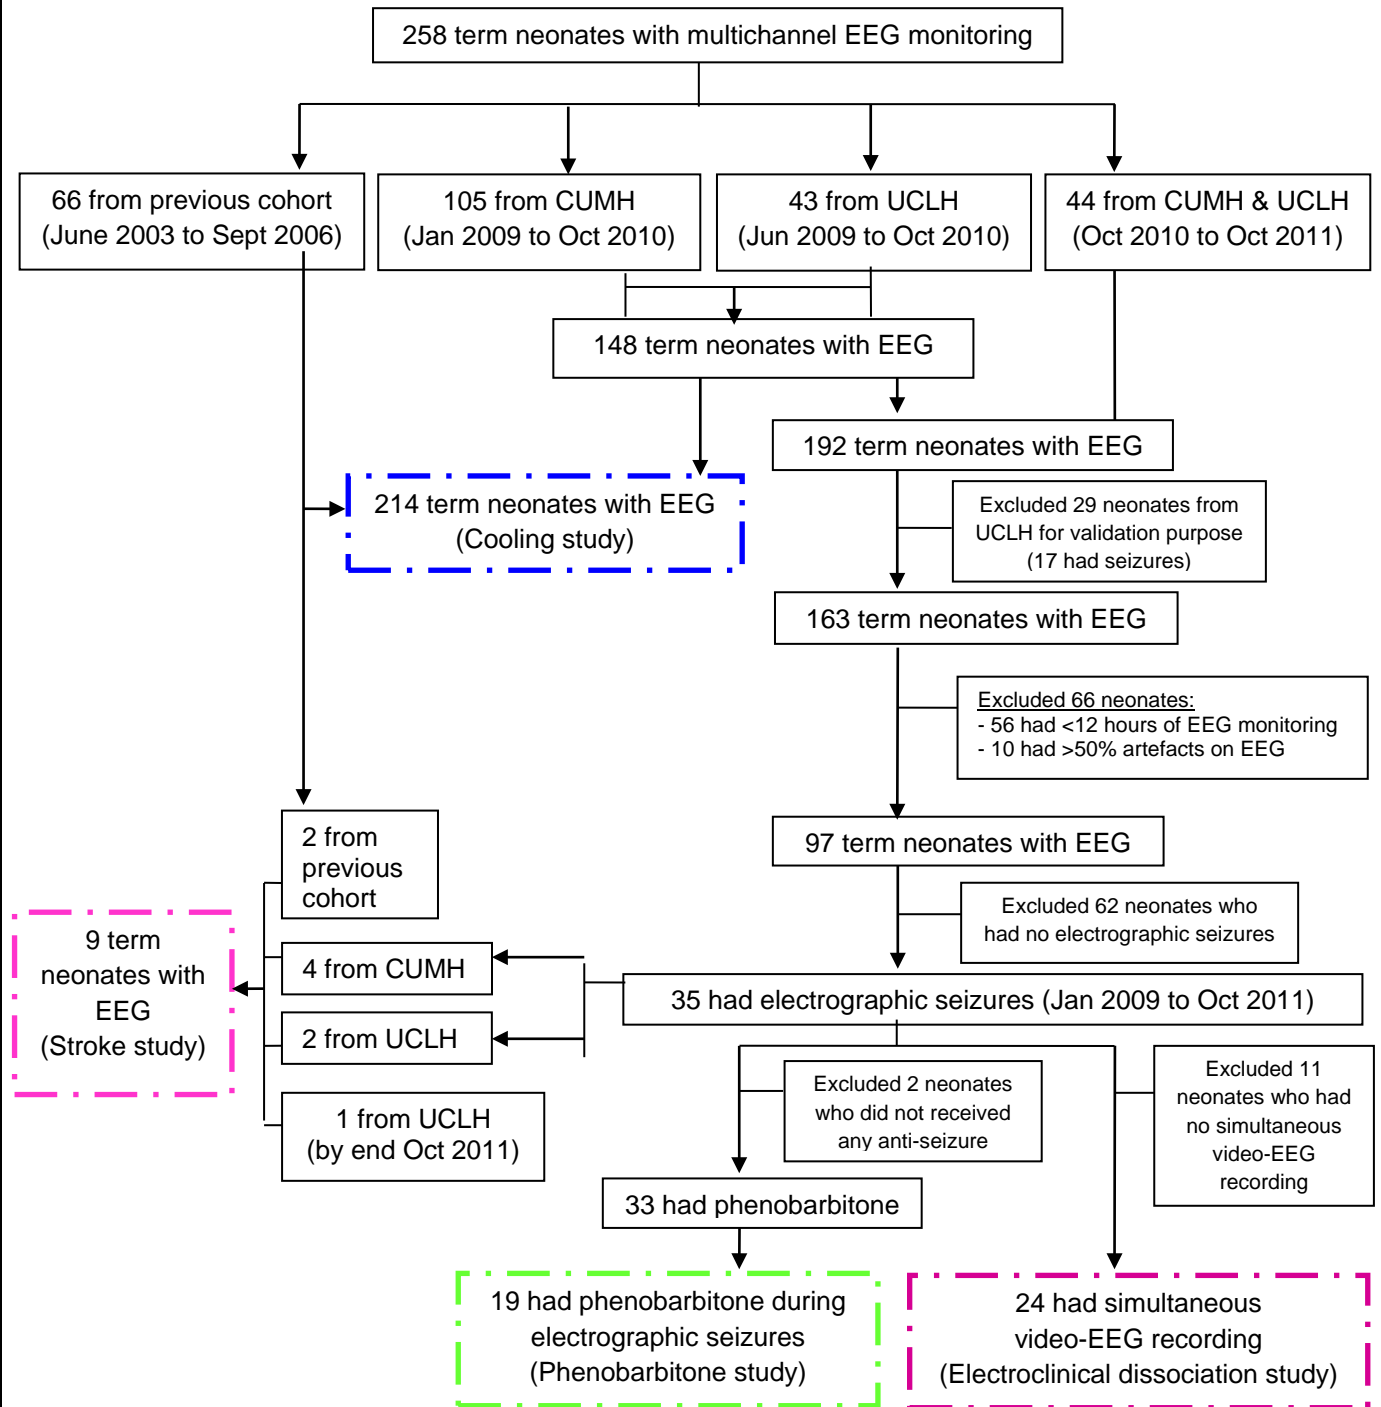 258 term neonates with multichannel EEG monitoring
66 from previous cohort
(June 2003 to Sept 2006)
105 from CUMH
(Jan 2009 to Oct 2010)
43 from UCLH
(Jun 2009 to Oct 2010)
44 from CUMH & UCLH
(Oct 2010 to Oct 2011)
148 term neonates with EEG
192 term neonates with EEG
214 term neonates with EEG
(Cooling study)
Excluded 29 neonates from
UCLH for validation purpose
(17 had seizures)
163 term neonates with EEG
Excluded 66 neonates:
- 56 had <12 hours of EEG monitoring
- 10 had >50% artefacts on EEG
97 term neonates with EEG
2 from
previous
cohort
Excluded 62 neonates who
had no electrographic seizures
9 term
neonates with
EEG
(Stroke study)
4 from CUMH
35 had electrographic seizures (Jan 2009 to Oct 2011)
2 from UCLH
1 from UCLH
(by end Oct 2011)
Excluded 2 neonates
who did not received
any anti-seizure
Excluded 11
neonates who had
no simultaneous
video-EEG
recording
33 had phenobarbitone
19 had phenobarbitone during
electrographic seizures
(Phenobarbitone study)
24 had simultaneous
video-EEG recording
(Electroclinical dissociation study)